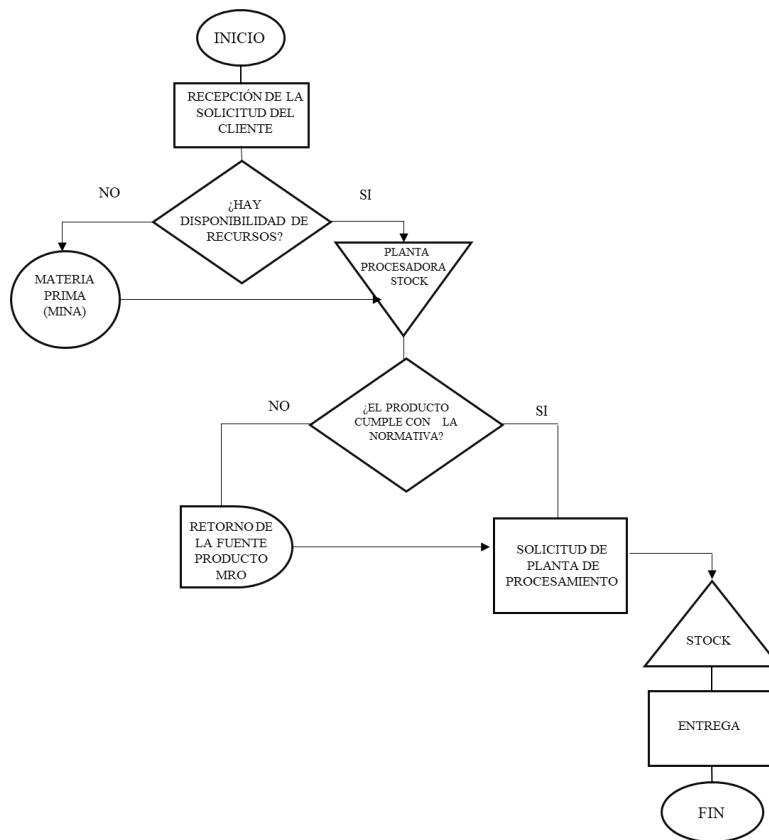 INICIO
RECEPCIÓN DE LA
SOLICITUD DEL
CLIENTE
NO
SI
¿HAY
DISPONIBILIDAD DE
RECURSOS?
PLANTA
PROCESADORA
STOCK
MATERIA
PRIMA
(MINA)
NO
SI
¿EL PRODUCTO
CUMPLE CON LA
NORMATIVA?
RETORNO DE
LA FUENTE
PRODUCTO
MRO
SOLICITUD DE
PLANTA DE
PROCESAMIENTO
STOCK
ENTREGA
FIN